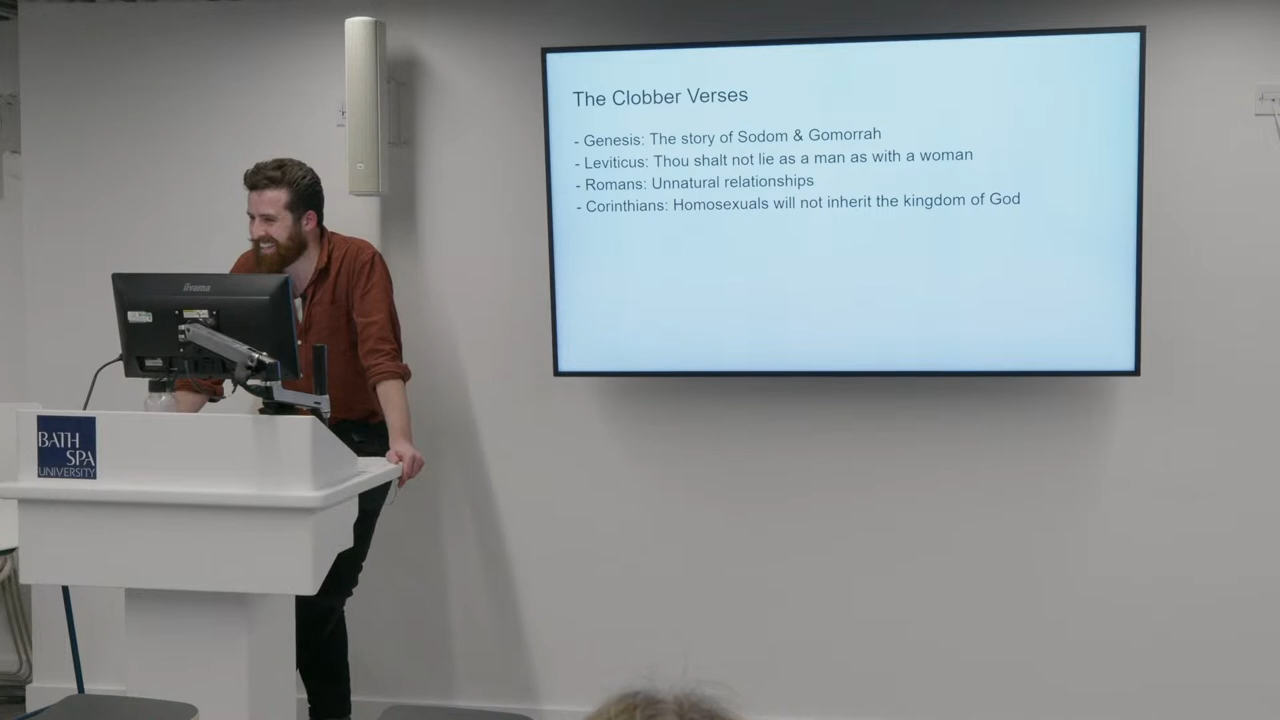 The Clobber Verses
- Genesis: The story of Sodom & Gomorrah
- Leviticus: Thou shalt not lie as a man as with a woman
- Romans: Unnatural relationships
- Corinthians: Homosexuals will not inherit the kingdom of God
iiyama
BATH
SPA
UNIVERSITY